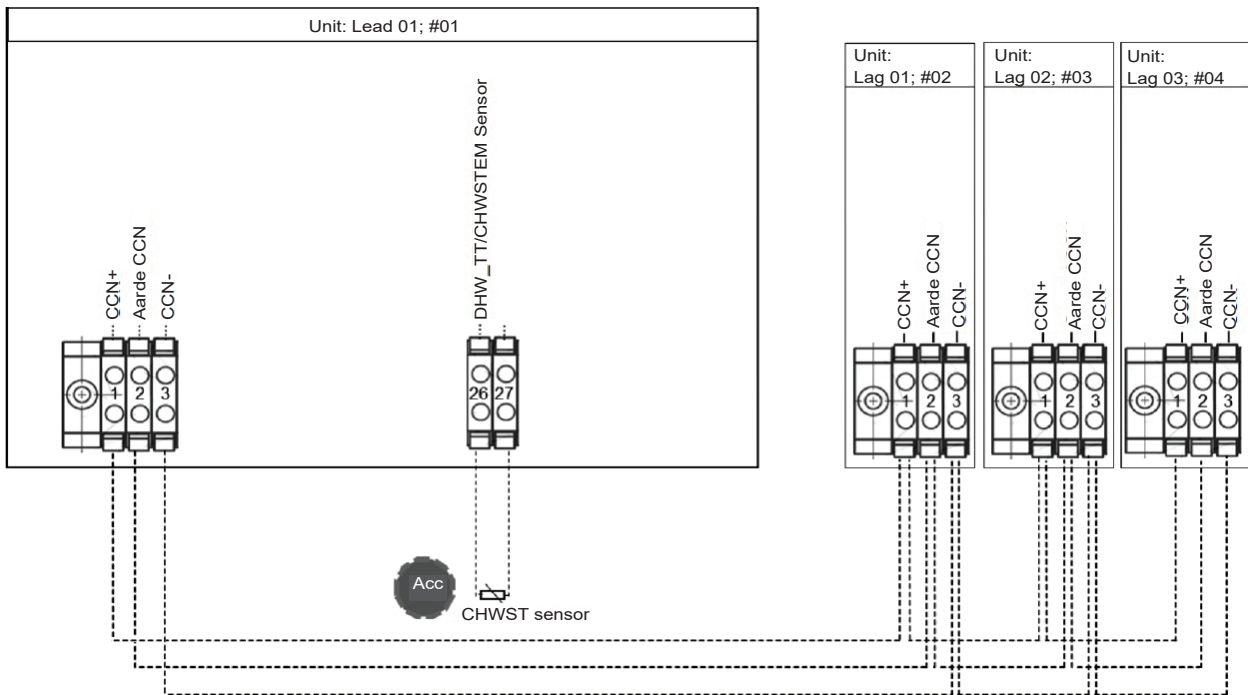 Unit: Lead 01; #01
Unit:
Lag 01; #02
Unit:
Lag 02; #03
Unit:
Lag 03; #04
DHW_TT/CHWSTEM Sensor
CCN+
Aarde CCN
CCN-
CCN+
Aarde CCN
CCN-
CCN+
Aarde CCN
CCN-
CCN+
Aarde CCN
CCN-
1 2 3
26 27
1 2 3
1 2 3
1 2 3
Acc
CHWST sensor